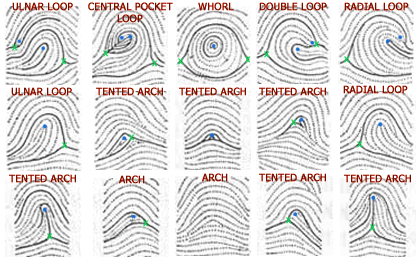 ULNAR LOOP
CENTRAL POCKET
LOOP
WHORL
DOUBLE LOOP
RADIAL LOOP
ULNAR LOOP
TENTED ARCH
TENTED ARCH
TENTED ARCH
RADIAL LOOP
TENTED ARCH
ARCH
ARCH
TENTED ARCH
TENTED ARCH